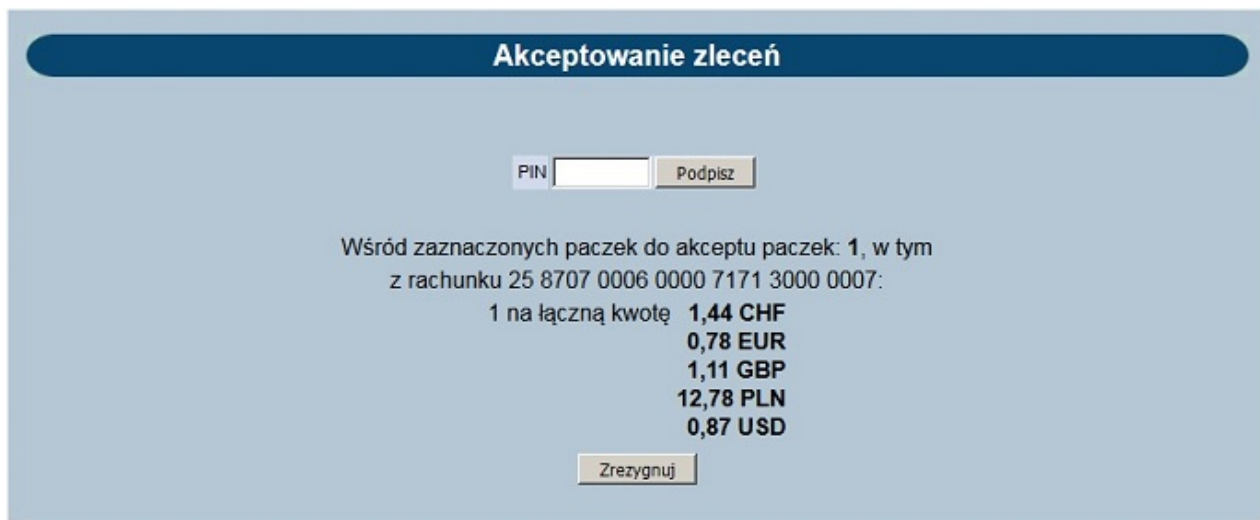 Akceptowanie zleceń
PIN Podpisz
Wśród zaznaczonych paczek do akceptu paczek: 1, w tym
z rachunku 25 8707 0006 0000 7171 3000 0007:
1 na łączną kwotę 1,44 CHF
0,78 EUR
1,11 GBP
12,78 PLN
0,87 USD
Zrezygnuj